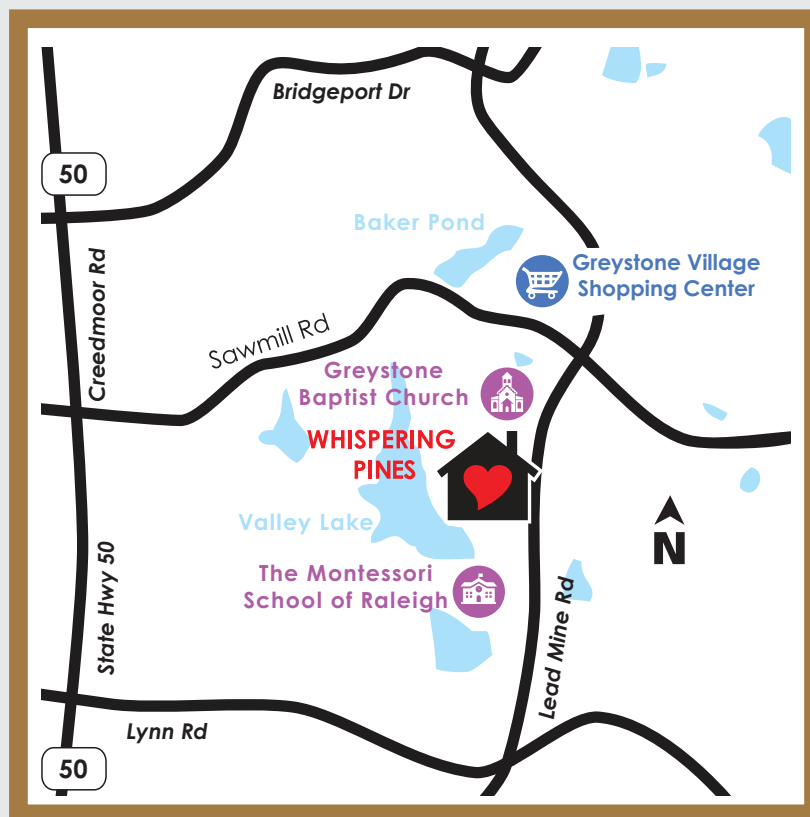 Bridgeport Dr
50
Baker Pond
Greystone Village
Shopping Center
Creedmoor Rd
Sawmill Rd
Greystone
Baptist Church
WHISPERING
PINES
Valley Lake
N
The Montessori
School of Raleigh
State Hwy 50
Lead Mine Rd
Lynn Rd
50